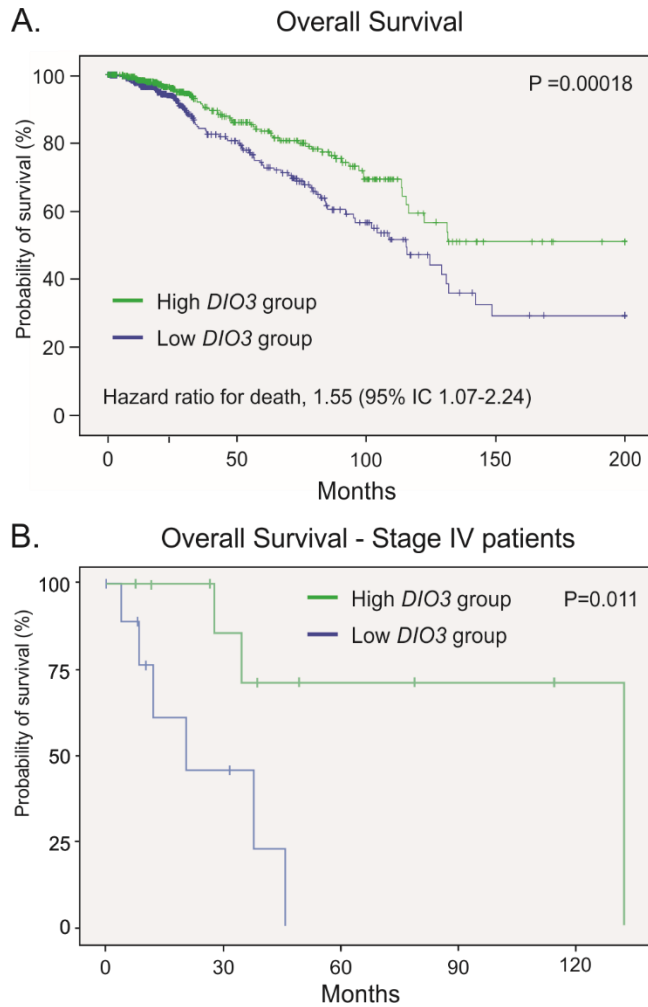 A.
Overall Survival
P =0.00018
Probability of survival (%)
100
80
60
40
20
0
High DIO3 group
Low DIO3 group
Hazard ratio for death, 1.55 (95% IC 1.07-2.24)
0
50
100
150
200
Months
B.
Overall Survival - Stage IV patients
P=0.011
Probability of survival (%)
100
75
50
25
0
High DIO3 group
Low DIO3 group
0
30
60
90
120
Months